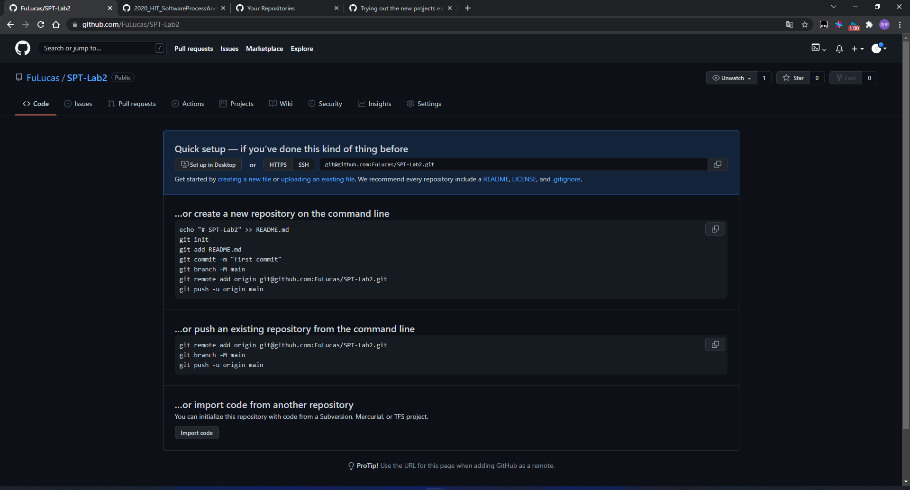 FuLucas/SPT-Lab2
2020_HIT_SoftwareProcessAn
Your Repositories
Trying out the new projects e
github.com/FuLucas/SPT-Lab2
1.00
Search or jump to...
/
Pull requests
Issues
Marketplace
Explore
FuLucas / SPT-Lab2
Public
Unwatch
1
Star
0
Fork
0
Code
Issues
Pull requests
Actions
Projects
Wiki
Security
Insights
Settings
Quick setup — if you've done this kind of thing before
Set up in Desktop
or
HTTPS
SSH
git@github.com:FuLucas/SPT-Lab2.git
Get started by creating a new file or uploading an existing file. We recommend every repository include a README, LICENSE, and .gitignore.
...or create a new repository on the command line
echo "# SPT-Lab2" >> README.md
git init
git add README.md
git commit -m "first commit"
git branch -M main
git remote add origin git@github.com:FuLucas/SPT-Lab2.git
git push -u origin main
...or push an existing repository from the command line
git remote add origin git@github.com:FuLucas/SPT-Lab2.git
git branch -M main
git push -u origin main
...or import code from another repository
You can initialize this repository with code from a Subversion, Mercurial, or TFS project.
Import code
ProTip! Use the URL for this page when adding GitHub as a remote.